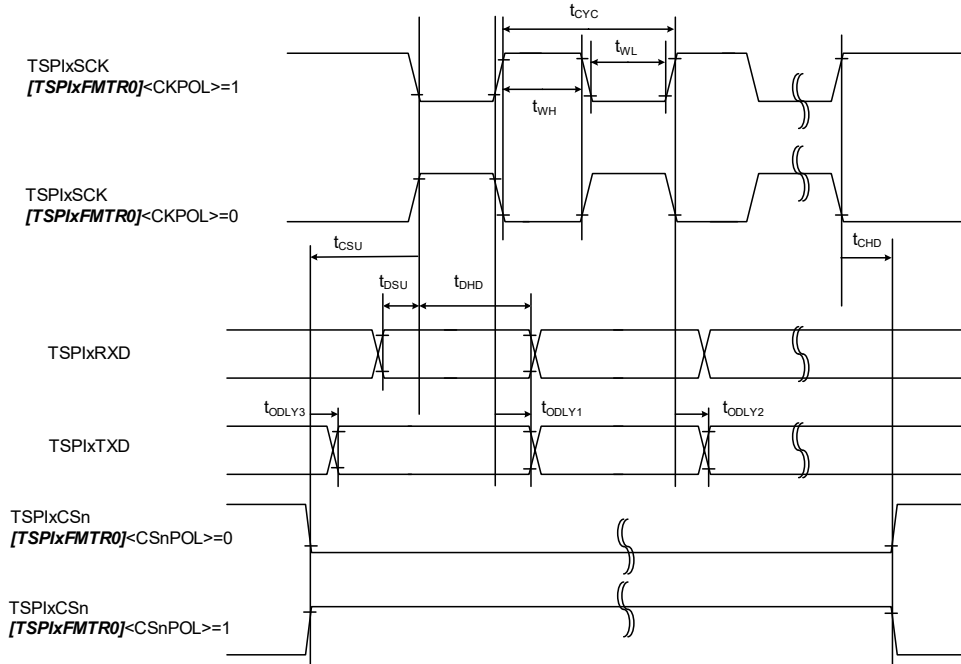 tCYC
tWL
TSPIxSCK
[TSPIxFMTR0]<CKPOL>=1
tWH
TSPIxSCK
[TSPIxFMTR0]<CKPOL>=0
tCSU
tCHD
tDSU
tDHD
TSPIxRXD
tODLY3
tODLY1
tODLY2
TSPIxTXD
TSPIxCSn
[TSPIxFMTR0]<CSnPOL>=0
TSPIxCSn
[TSPIxFMTR0]<CSnPOL>=1